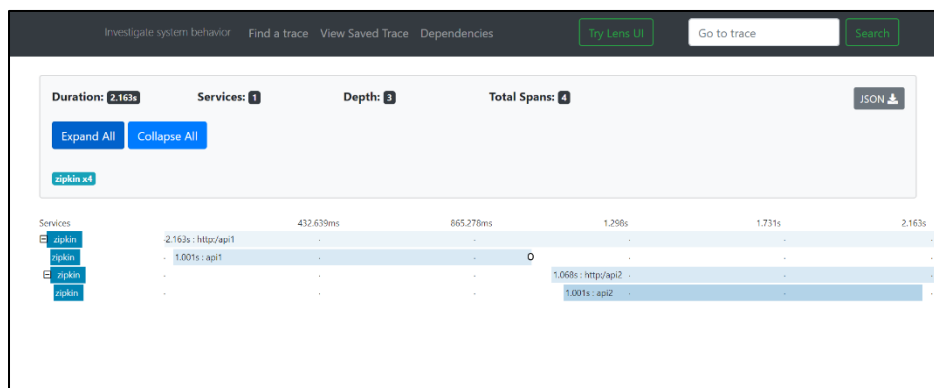 Investigate system behavior Find a trace View Saved Trace Dependencies Try Lens UI Go to trace Search
Duration: 2.163s Services: 1 Depth: 3 Total Spans: 4 JSON
Expand All Collapse All
zipkin x4
Services 432.639ms 865.278ms 1.298s 1.731s 2.163s
zipkin 2.163s : http:/api1
zipkin 1.001s : api1
zipkin 1.068s : http:/api2
zipkin 1.001s : api2